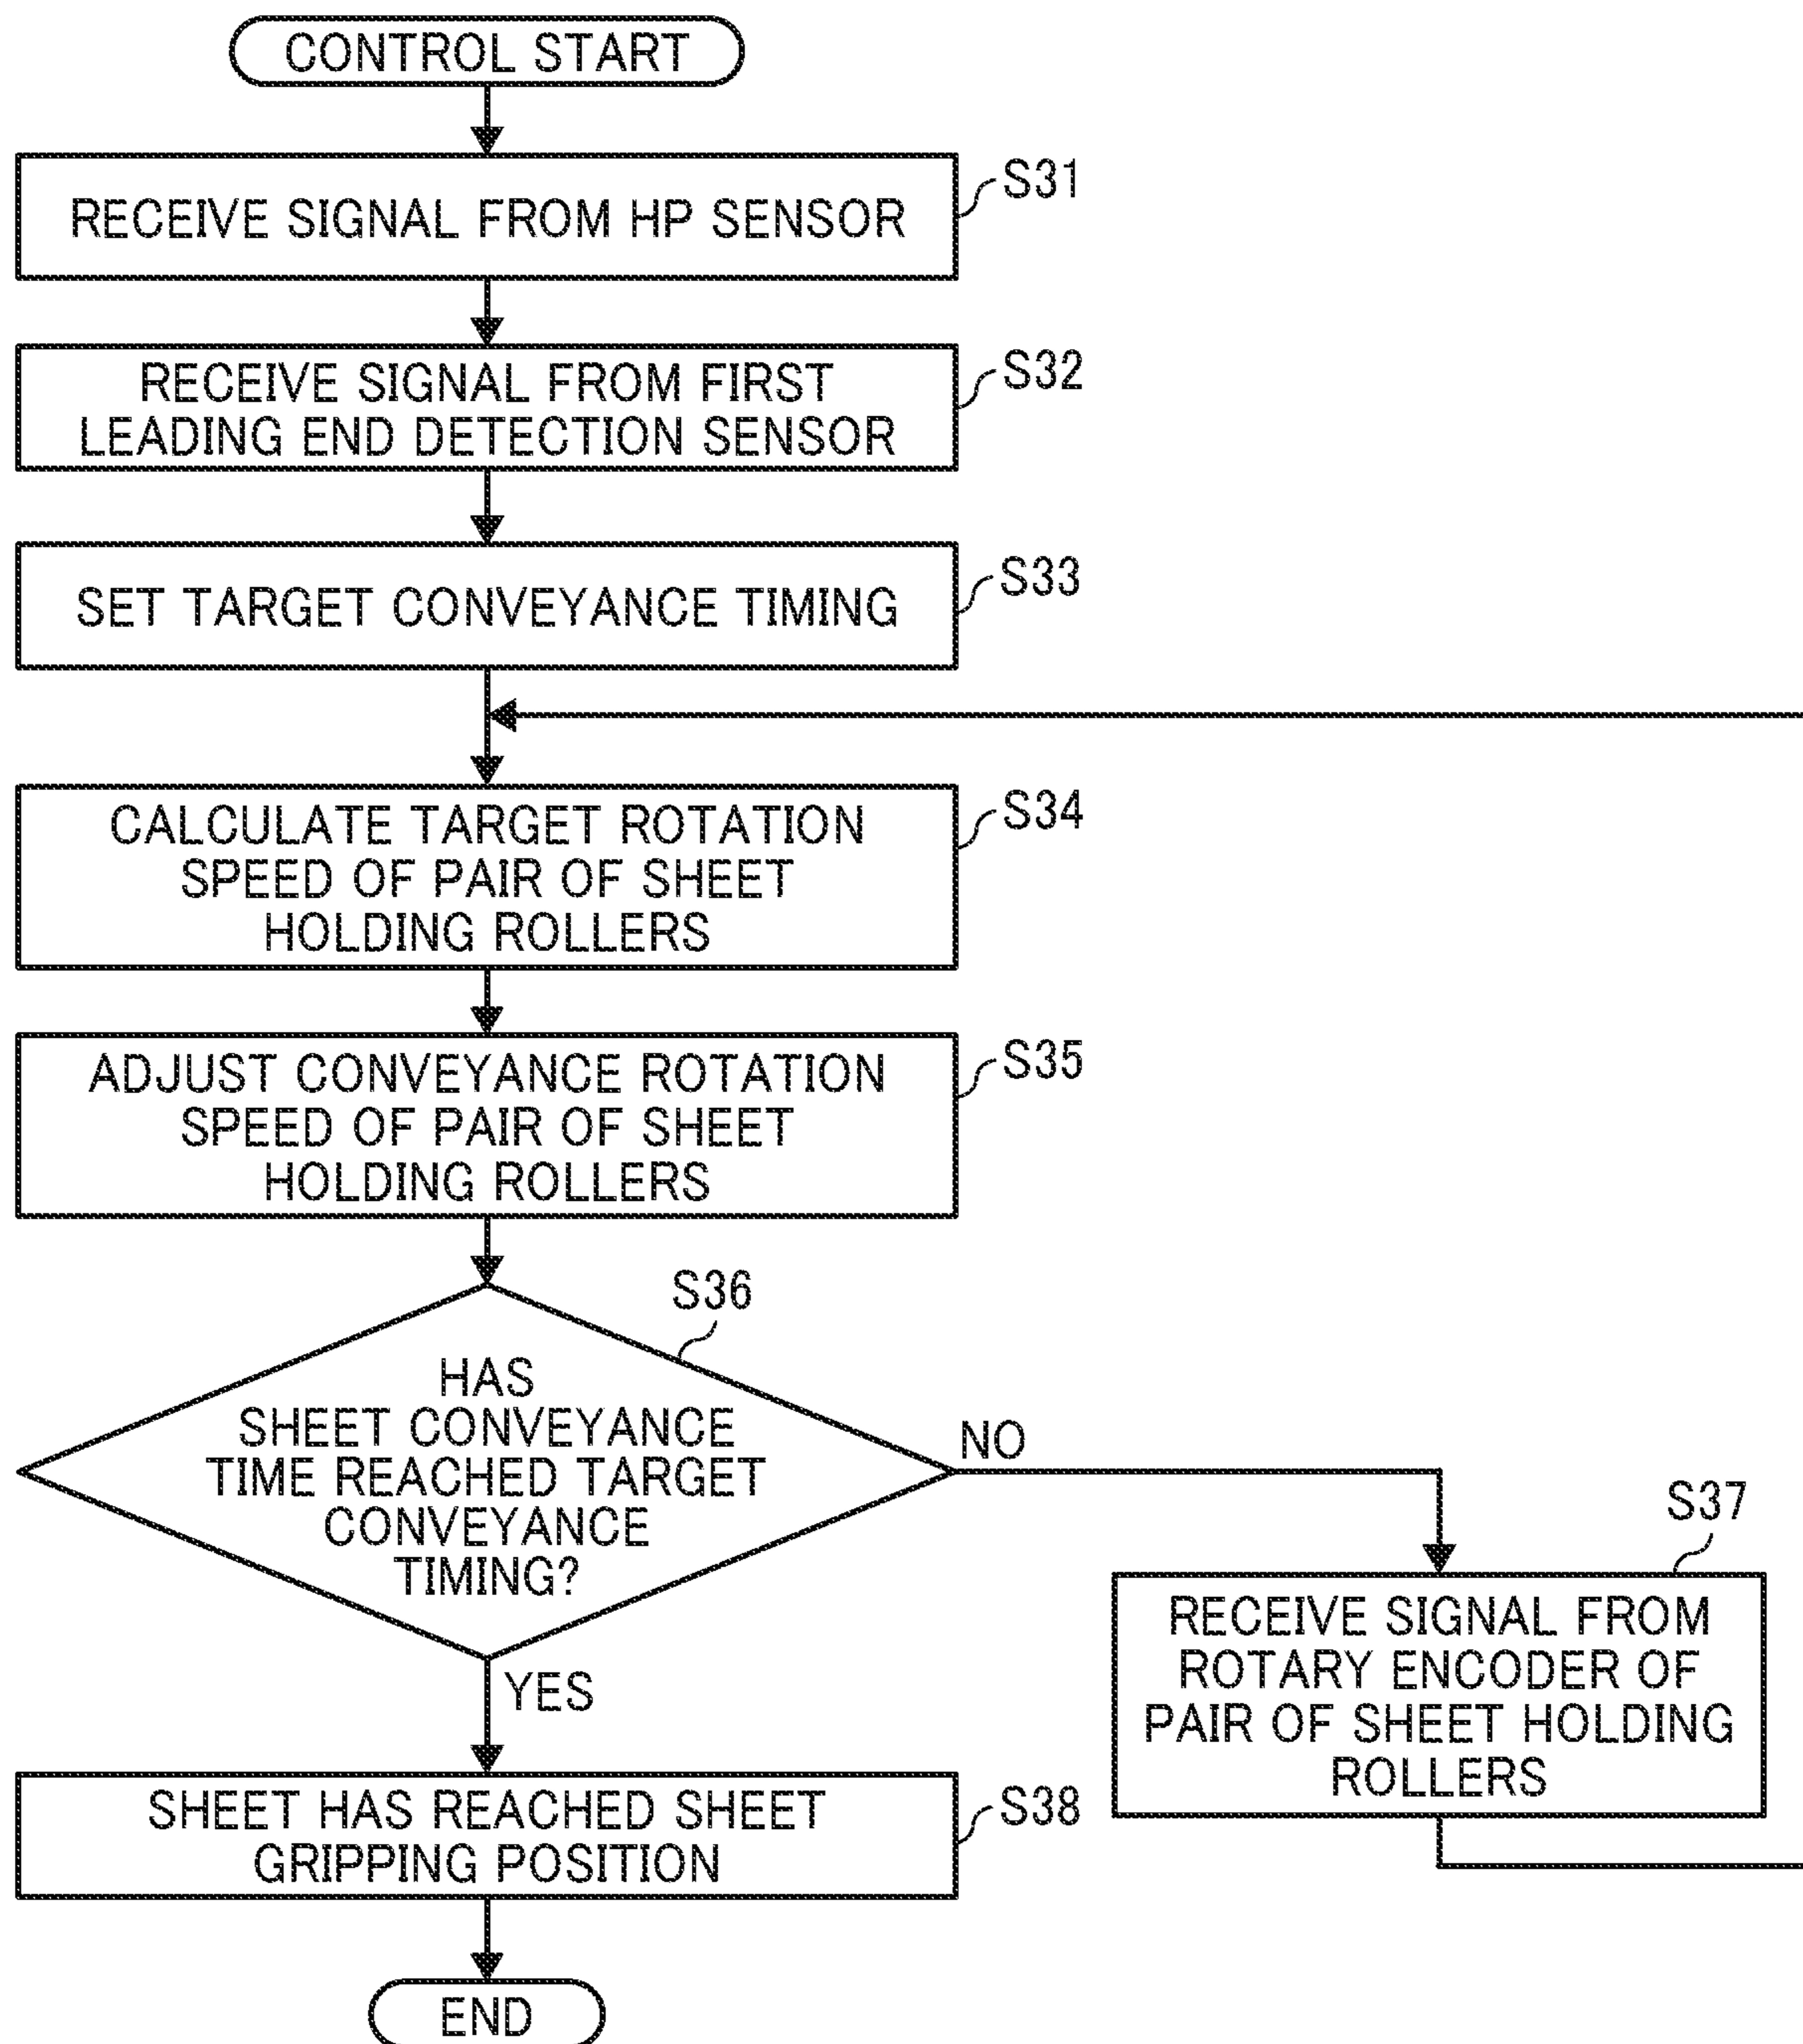 CONTROL START
RECEIVE SIGNAL FROM HP SENSOR
S31
RECEIVE SIGNAL FROM FIRST
LEADING END DETECTION SENSOR
S32
SET TARGET CONVEYANCE TIMING
S33
CALCULATE TARGET ROTATION
SPEED OF PAIR OF SHEET
HOLDING ROLLERS
S34
ADJUST CONVEYANCE ROTATION
SPEED OF PAIR OF SHEET
HOLDING ROLLERS
S35
S36
HAS
SHEET CONVEYANCE
TIME REACHED TARGET
CONVEYANCE
TIMING?
NO
S37
RECEIVE SIGNAL FROM
ROTARY ENCODER OF
PAIR OF SHEET HOLDING
ROLLERS
YES
SHEET HAS REACHED SHEET
GRIPPING POSITION
S38
END